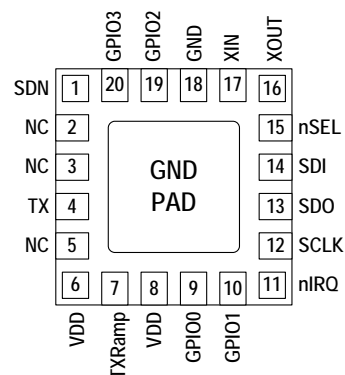 GPIO3
GPIO2
GND
XIN
XOUT
20
19
18
17
16
SDN 1
NC 2
NC 3
TX 4
NC 5
GND
PAD
15 nSEL
14 SDI
13 SDO
12 SCLK
11 nIRQ
6
7
8
9
10
VDD
TXRamp
VDD
GPIO0
GPIO1